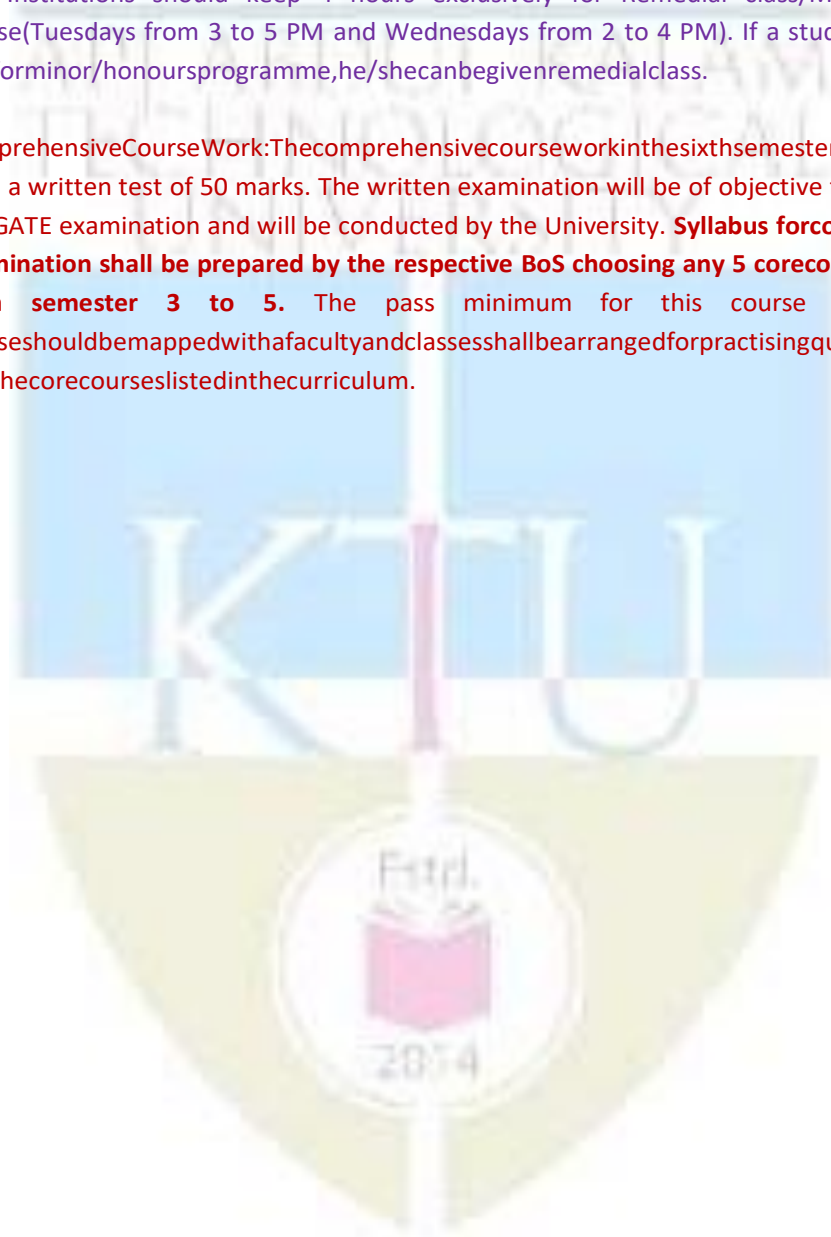 institutions should keep 4 hours exclusively for Remedial class/M
se(Tuesdays from 3 to 5 PM and Wednesdays from 2 to 4 PM). If a stud
orminor/honoursprogramme,he/shecanbegivenremedialclass.
prehensiveCourseWork:Thecomprehensivecourseworkinthesixthsemester
a written test of 50 marks. The written examination will be of objective t
GATE examination and will be conducted by the University. Syllabus forco
mination shall be prepared by the respective BoS choosing any 5 coreco
semester 3 to 5. The pass minimum for this course
seshouldbemappedwithafacultyandclassesshallbearrangedforpractisingqu
hecorecourseslistedinthecurriculum.
TECHNOLOGICAL
UNIVERSITY
KTU
Estd.
2014